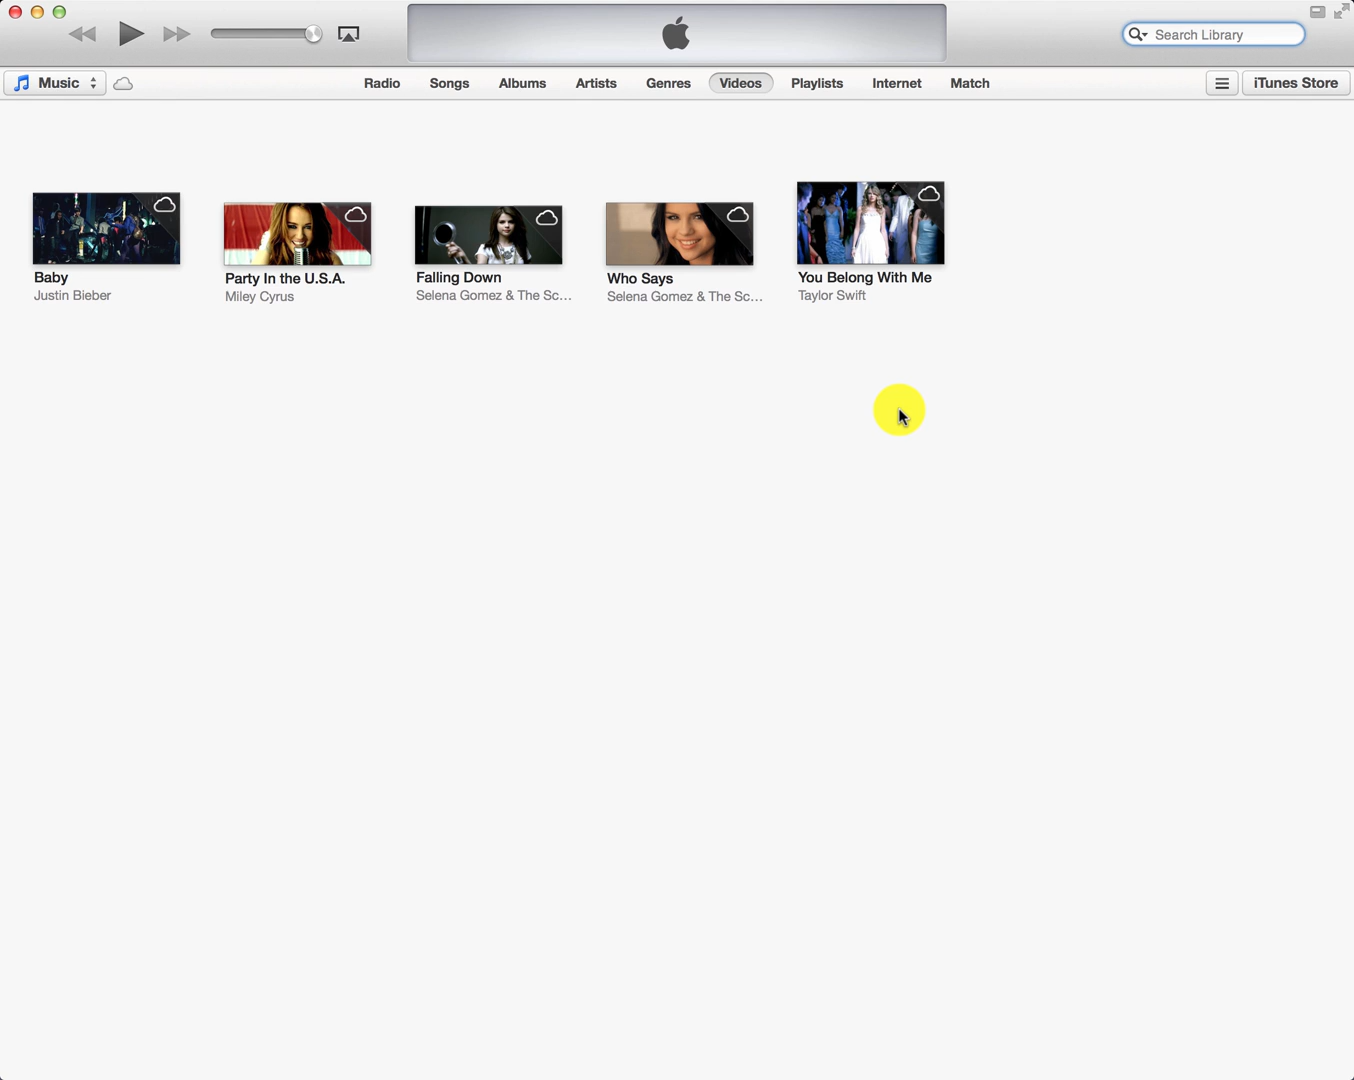 Search Library
Music
Radio Songs Albums Artists Genres Videos Playlists Internet Match
iTunes Store
Baby
Justin Bieber
Party In the U.S.A.
Miley Cyrus
Falling Down
Selena Gomez & The Sc...
Who Says
Selena Gomez & The Sc...
You Belong With Me
Taylor Swift